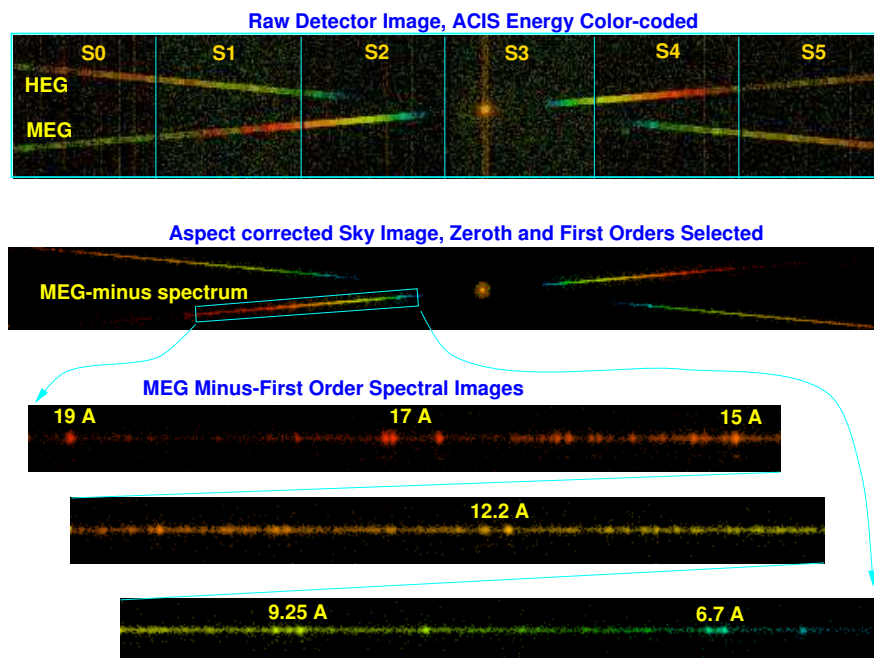 Raw Detector Image, ACIS Energy Color-coded
S0 S1 S2 S3 S4 S5
HEG
MEG
Aspect corrected Sky Image, Zeroth and First Orders Selected
MEG-minus spectrum
MEG Minus-First Order Spectral Images
19 A 17 A 15 A
12.2 A
9.25 A 6.7 A